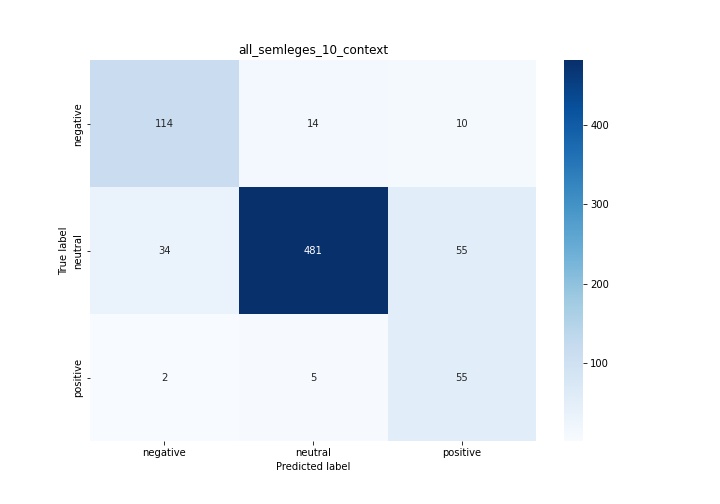 all_semleges_10_context
negative
114
14
10
400
True label
neutral
34
481
55
300
200
positive
2
5
55
100
negative
neutral
positive
Predicted label